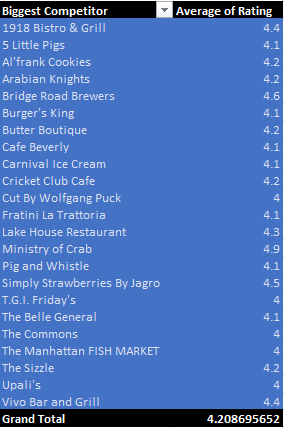 Biggest Competitor Average of Rating
1918 Bistro & Grill 4.4
5 Little Pigs 4.1
Al'frank Cookies 4.2
Arabian Knights 4.2
Bridge Road Brewers 4.6
Burger's King 4.1
Butter Boutique 4.2
Cafe Beverly 4.1
Carnival Ice Cream 4.1
Cricket Club Cafe 4.2
Cut By Wolfgang Puck 4
Fratini La Trattoria 4.1
Lake House Restaurant 4.3
Ministry of Crab 4.9
Pig and Whistle 4.1
Simply Strawberries By Jagro 4.5
T.G.I. Friday's 4
The Belle General 4.1
The Commons 4
The Manhattan FISH MARKET 4
The Sizzle 4.2
Upali's 4
Vivo Bar and Grill 4.4
Grand Total 4.208695652